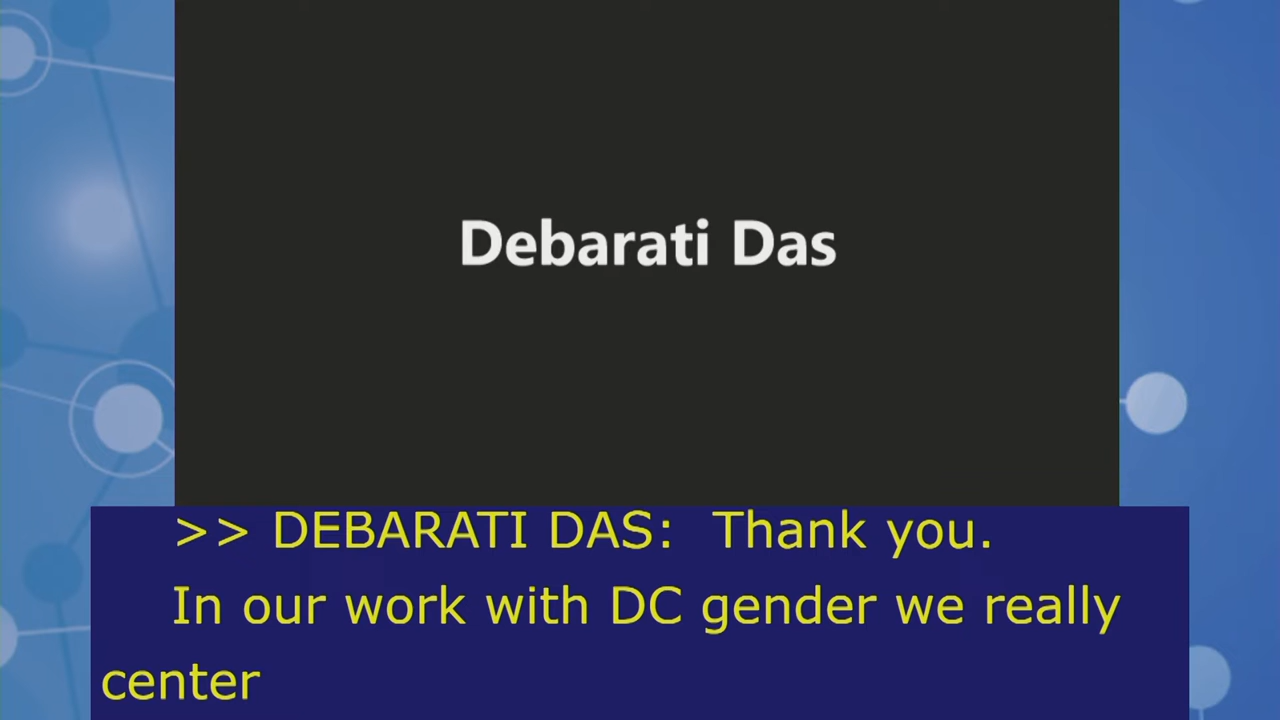 Debarati Das
>> DEBARATI DAS: Thank you.
In our work with DC gender we really
center